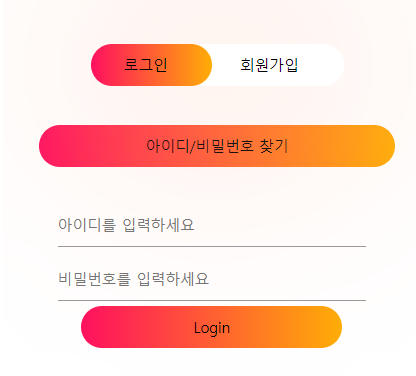 로그인 회원가입
아이디/비밀번호 찾기
아이디를 입력하세요
비밀번호를 입력하세요
Login